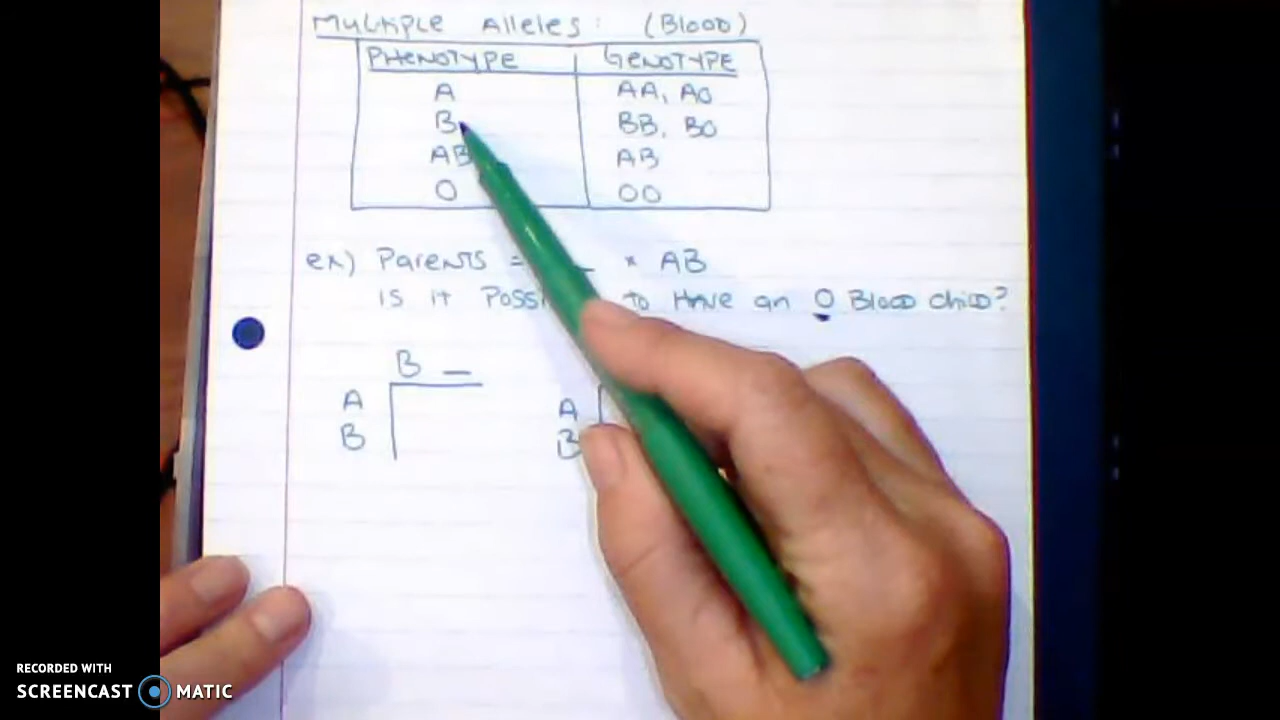 Multiple Alleles: (Blood)
PHENOTYPE GENOTYPE
A AA, AO
B BB, BO
AB AB
O OO
ex) Parents = _ × AB
is it to Have an O Blood child?
B _
A
B
A
B
RECORDED WITH
SCREENCAST MATIC